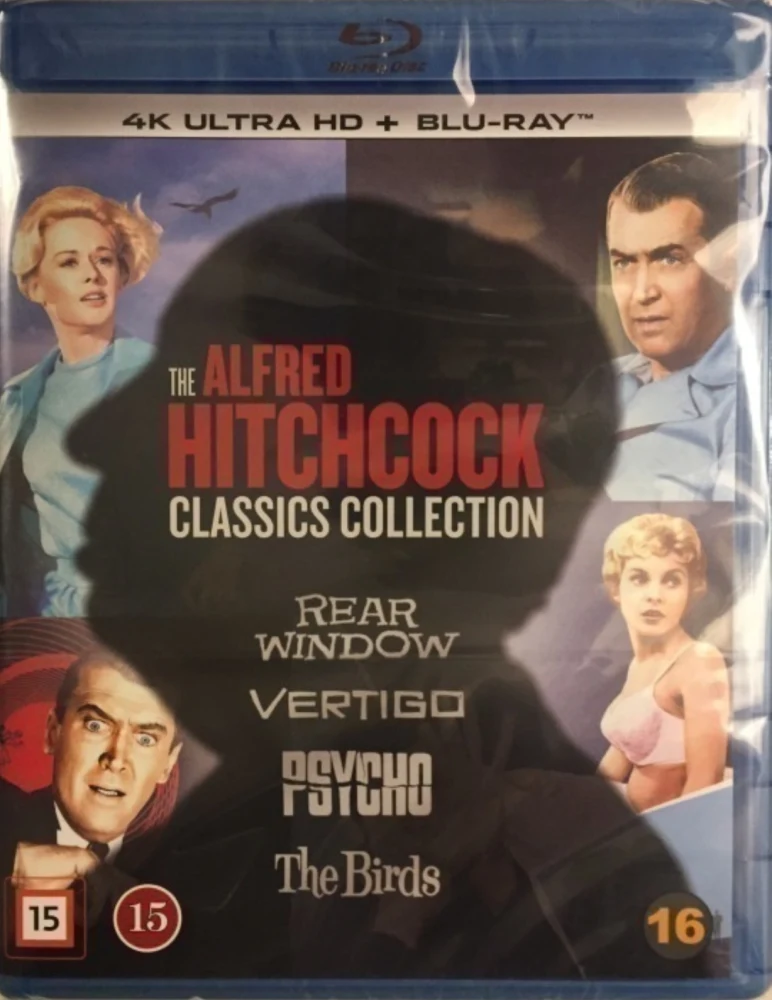 Blu-ray Disc
4K ULTRA HD + BLU-RAY™
THE ALFRED
HITCHCOCK
CLASSICS COLLECTION
REAR
WINDOW
VERTIGO
PSYCHO
The Birds
15
15
16